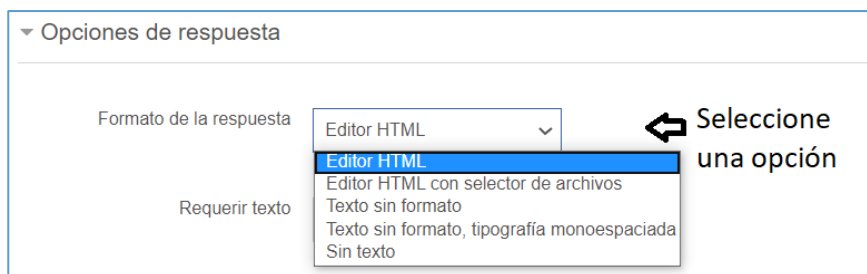 Opciones de respuesta
Formato de la respuesta
Editor HTML
Seleccione
una opción
Editor HTML
Editor HTML con selector de archivos
Texto sin formato
Requerir texto
Texto sin formato, tipografía monoespaciada
Sin texto